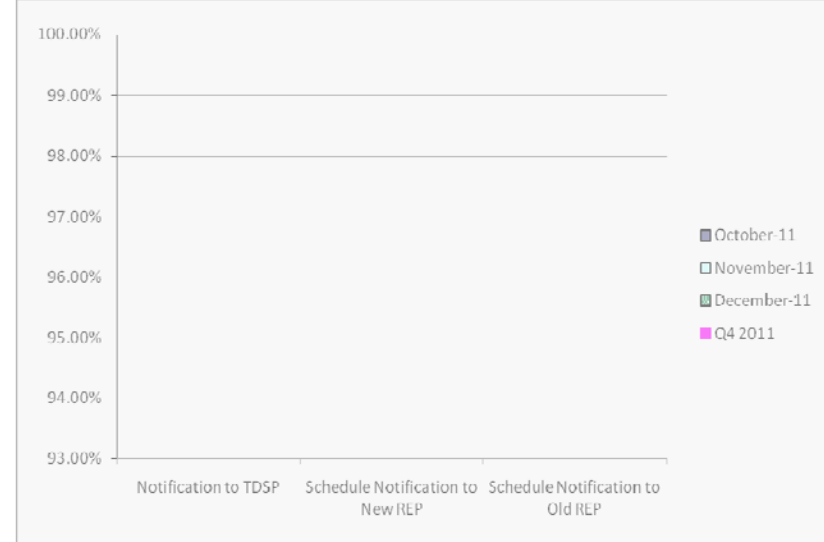 100.00%
99.00%
98.00%
97.00%
96.00%
95.00%
94.00%
93.00%
Notification to TDSP
Schedule Notification to
New REP
Schedule Notification to
Old REP
October-11
November-11
December-11
Q4 2011